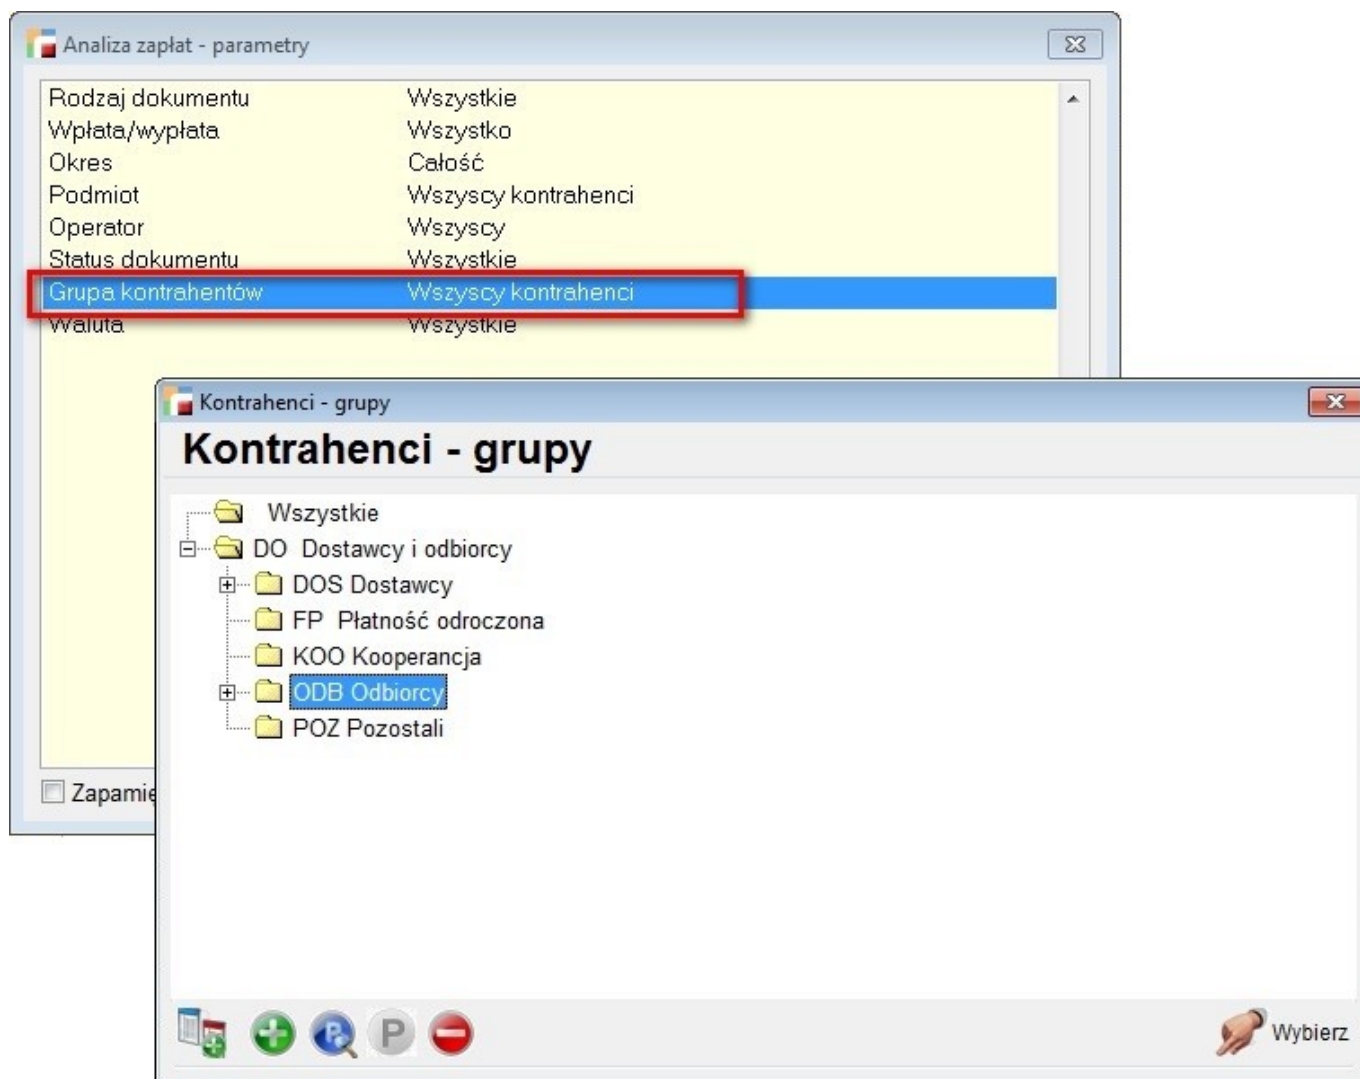 Analiza zapłat - parametry
Rodzaj dokumentu Wszystkie
Wpłata/wypłata Wszystko
Okres Całość
Podmiot Wszyscy kontrahenci
Operator Wszyscy
Status dokumentu Wszystkie
Grupa kontrahentów Wszyscy kontrahenci
Waluta Wszystkie
Kontrahenci - grupy
Kontrahenci - grupy
Wszystkie
DO Dostawcy i odbiorcy
DOS Dostawcy
FP Płatność odroczona
KOO Kooperancja
ODB Odbiorcy
POZ Pozostali
Zapamię
P P Wybierz